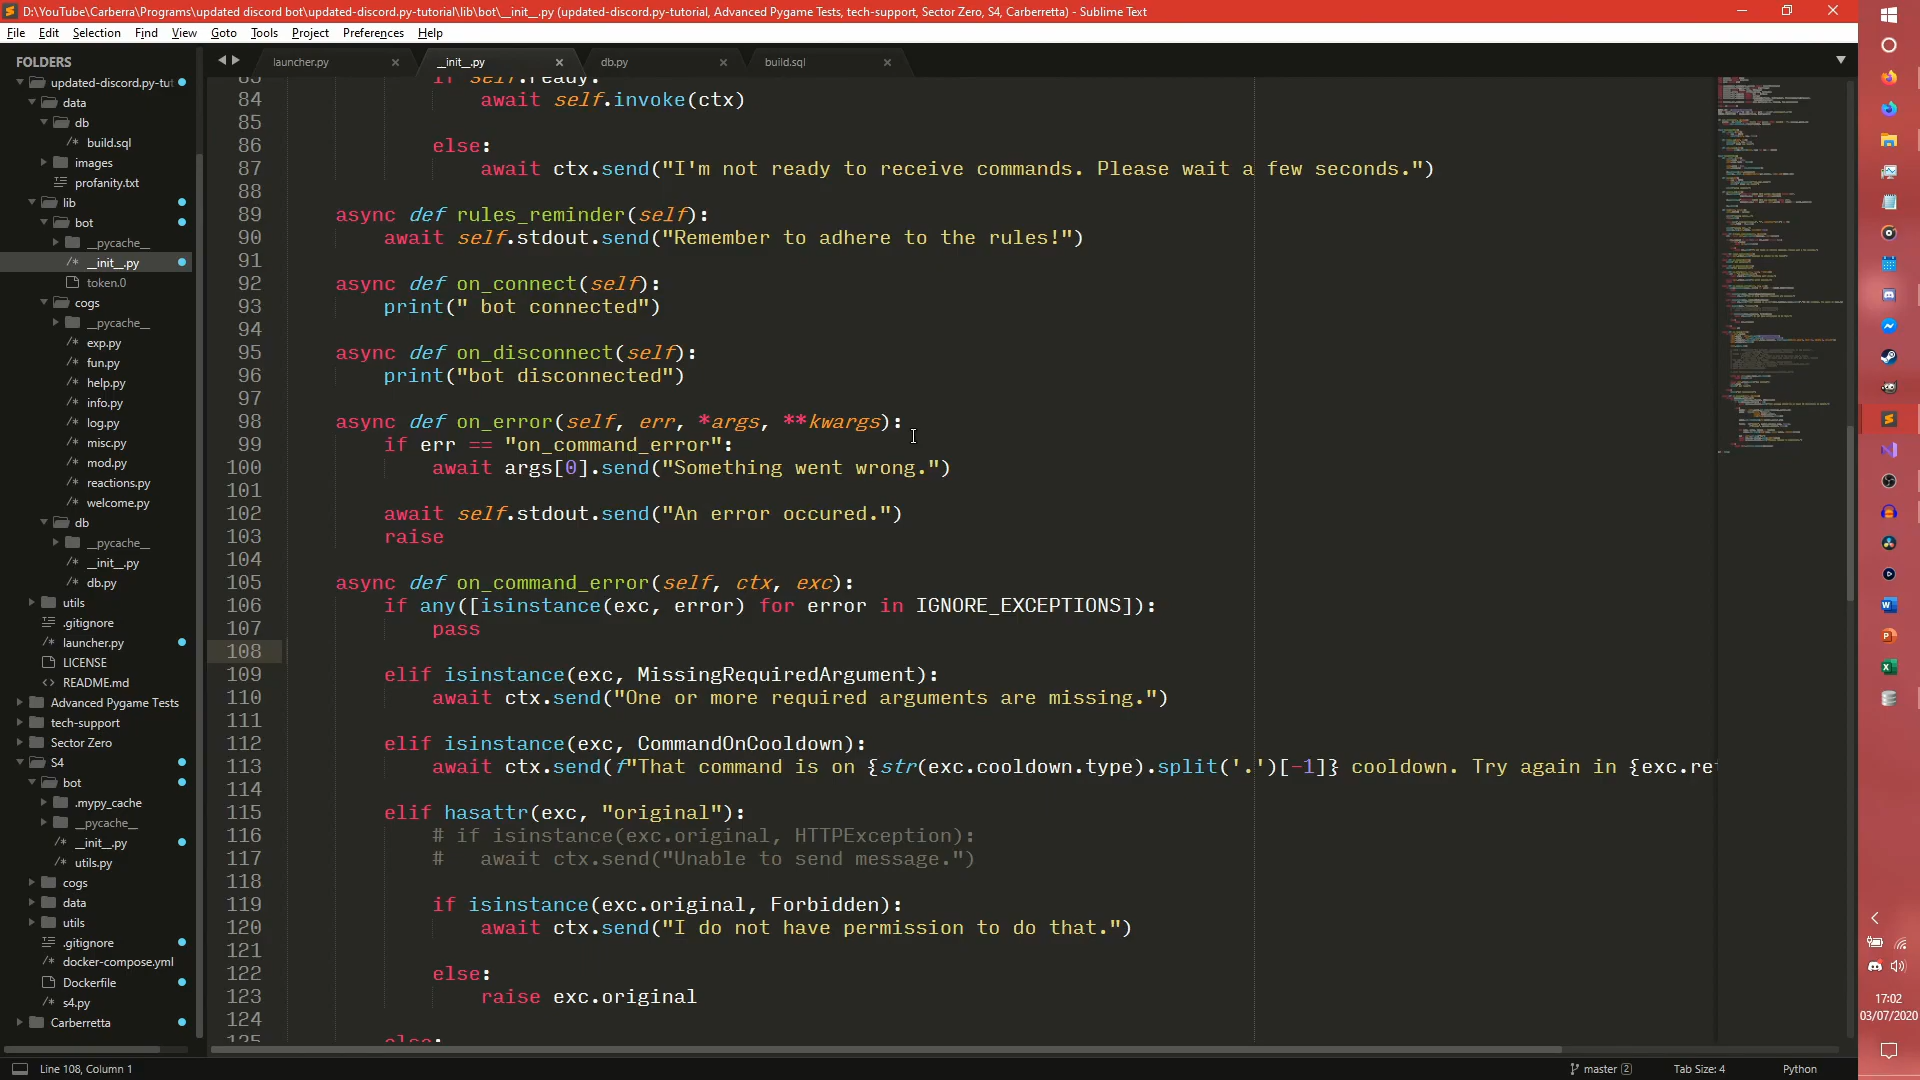 D:\YouTube\Carberra\Programs\updated discord bot\updated-discord.py-tutorial\lib\bot\__init__.py (updated-discord.py-tutorial, Advanced Pygame Tests, tech-support, Sector Zero, S4, Carberretta) - Sublime Text
File Edit Selection Find View Goto Tools Project Preferences Help
FOLDERS
updated-discord.py-tut
data
db
build.sql
images
profanity.txt
lib
bot
__pycache__
__init__.py
token.0
cogs
__pycache__
exp.py
fun.py
help.py
info.py
log.py
misc.py
mod.py
reactions.py
welcome.py
db
__pycache__
__init__.py
db.py
utils
.gitignore
launcher.py
LICENSE
README.md
Advanced Pygame Tests
tech-support
Sector Zero
S4
bot
.mypy_cache
__pycache__
__init__.py
utils.py
cogs
data
utils
.gitignore
docker-compose.yml
Dockerfile
s4.py
Carberretta
launcher.py __init__.py db.py build.sql
83 if self.ready:
84 await self.invoke(ctx)
85
86 else:
87 await ctx.send("I'm not ready to receive commands. Please wait a few seconds.")
88
89 async def rules_reminder(self):
90 await self.stdout.send("Remember to adhere to the rules!")
91
92 async def on_connect(self):
93 print(" bot connected")
94
95 async def on_disconnect(self):
96 print("bot disconnected")
97
98 async def on_error(self, err, *args, **kwargs):
99 if err == "on_command_error":
100 await args[0].send("Something went wrong.")
101
102 await self.stdout.send("An error occured.")
103 raise
104
105 async def on_command_error(self, ctx, exc):
106 if any([isinstance(exc, error) for error in IGNORE_EXCEPTIONS]):
107 pass
108
109 elif isinstance(exc, MissingRequiredArgument):
110 await ctx.send("One or more required arguments are missing.")
111
112 elif isinstance(exc, CommandOnCooldown):
113 await ctx.send(f"That command is on {str(exc.cooldown.type).split('.')[-1]} cooldown. Try again in {exc.ret
114
115 elif hasattr(exc, "original"):
116 # if isinstance(exc.original, HTTPException):
117 # await ctx.send("Unable to send message.")
118
119 if isinstance(exc.original, Forbidden):
120 await ctx.send("I do not have permission to do that.")
121
122 else:
123 raise exc.original
124
125 else:
Line 108, Column 1
master 2
Tab Size: 4
Python
17:02
03/07/2020